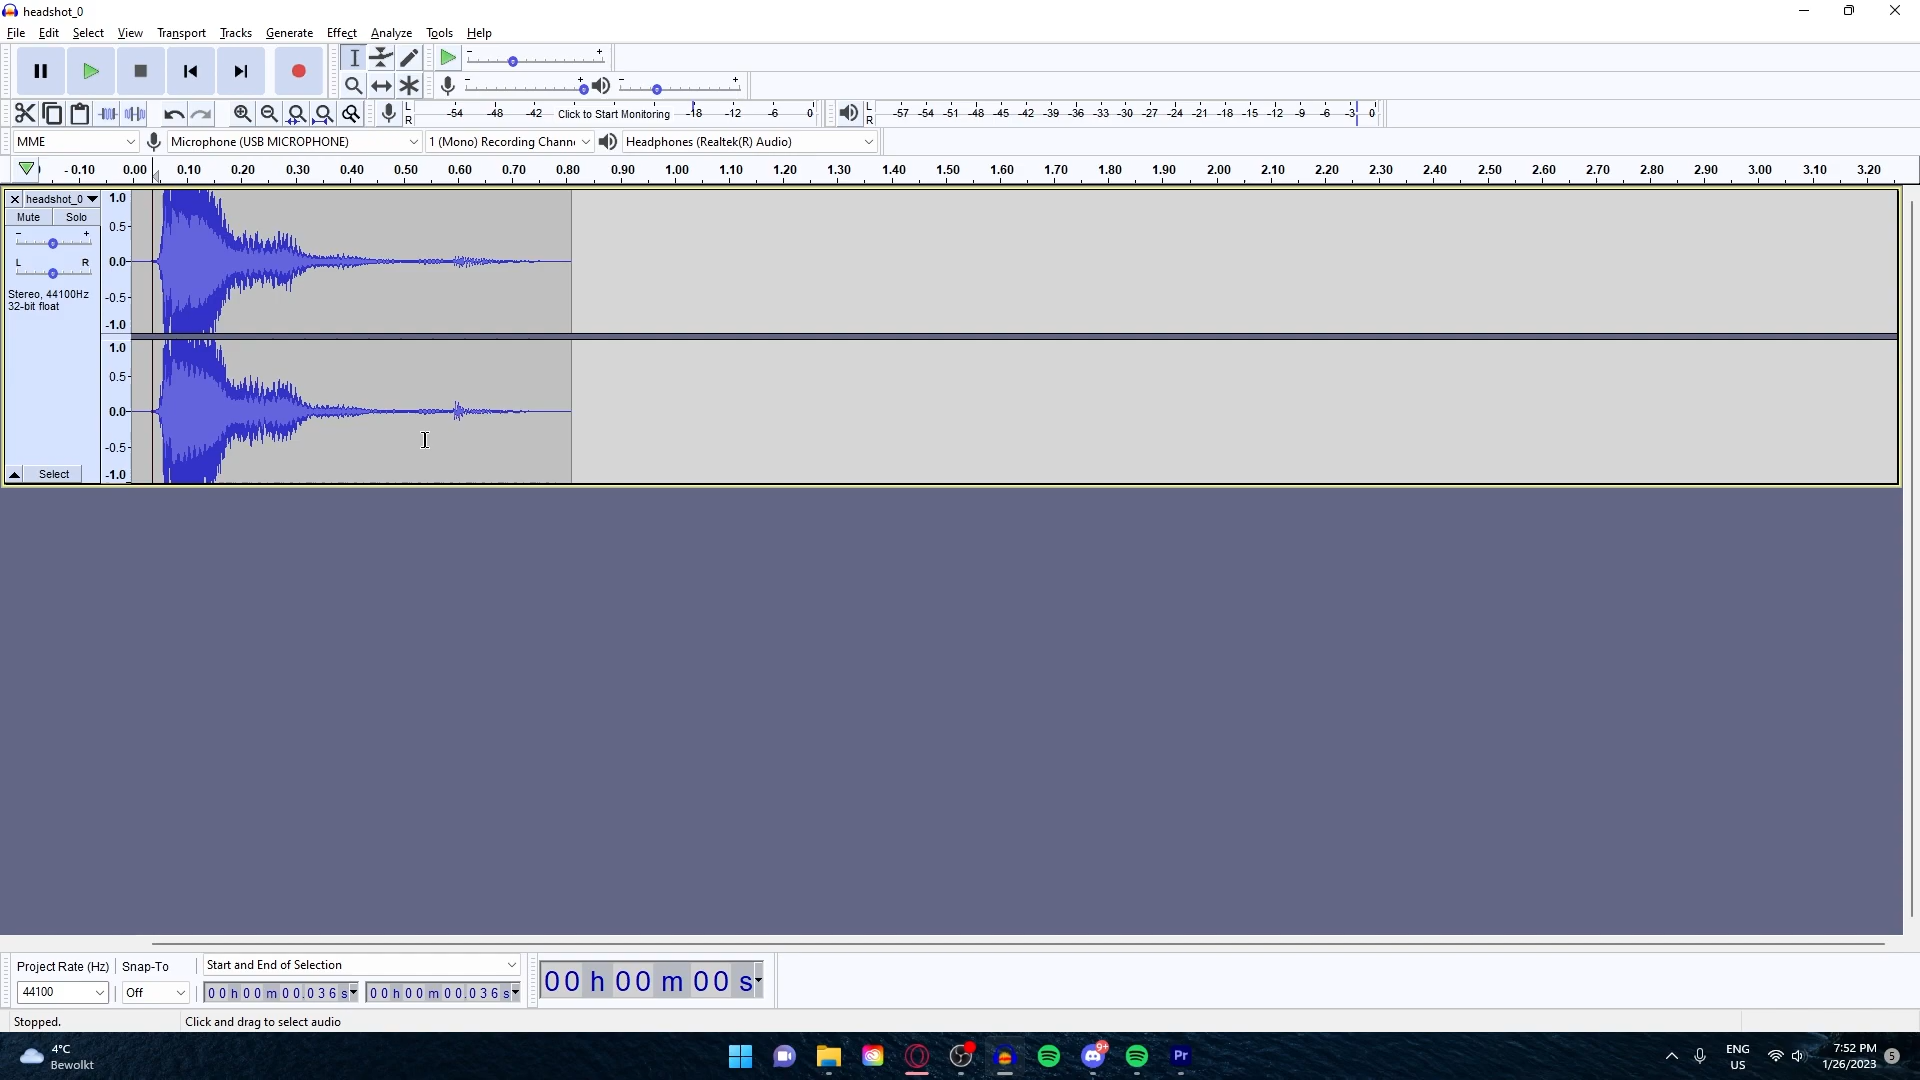 headshot_0
File Edit Select View Transport Tracks Generate Effect Analyze Tools Help
- +
- + - +
L R -54 -48 -42 Click to Start Monitoring -18 -12 -6 0 L R -57 -54 -51 -48 -45 -42 -39 -36 -33 -30 -27 -24 -21 -18 -15 -12 -9 -6 -3 0
MME Microphone (USB MICROPHONE) 1 (Mono) Recording Chann Headphones (Realtek(R) Audio)
- 0.10 0.00 0.10 0.20 0.30 0.40 0.50 0.60 0.70 0.80 0.90 1.00 1.10 1.20 1.30 1.40 1.50 1.60 1.70 1.80 1.90 2.00 2.10 2.20 2.30 2.40 2.50 2.60 2.70 2.80 2.90 3.00 3.10 3.20
headshot_0 1.0
Mute Solo
- + 0.5
L R 0.0
Stereo, 44100Hz -0.5
32-bit float
-1.0
1.0
0.5
0.0
-0.5
Select -1.0
Project Rate (Hz) Snap-To Start and End of Selection
44100 Off 00 h 00 m 00.036 s 00 h 00 m 00.036 s 00 h 00 m 00 s
Stopped. Click and drag to select audio
4°C
Bewolkt
9+
Pr
ENG
US
7:52 PM
1/26/2023
5